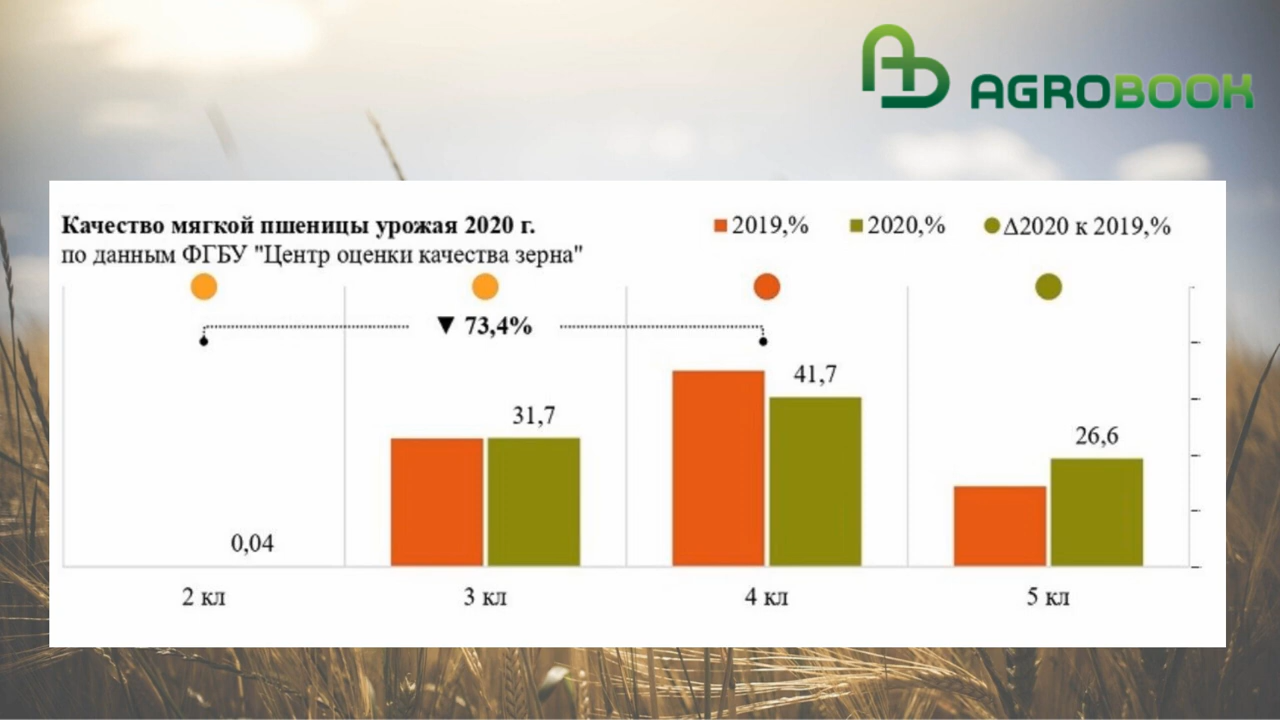 AGROBOOK
Качество мягкой пшеницы урожая 2020 г.
по данным ФГБУ "Центр оценки качества зерна"
2019,% 2020,% Δ2020 к 2019,%
▼ 73,4%
0,04
31,7
41,7
26,6
2 кл 3 кл 4 кл 5 кл